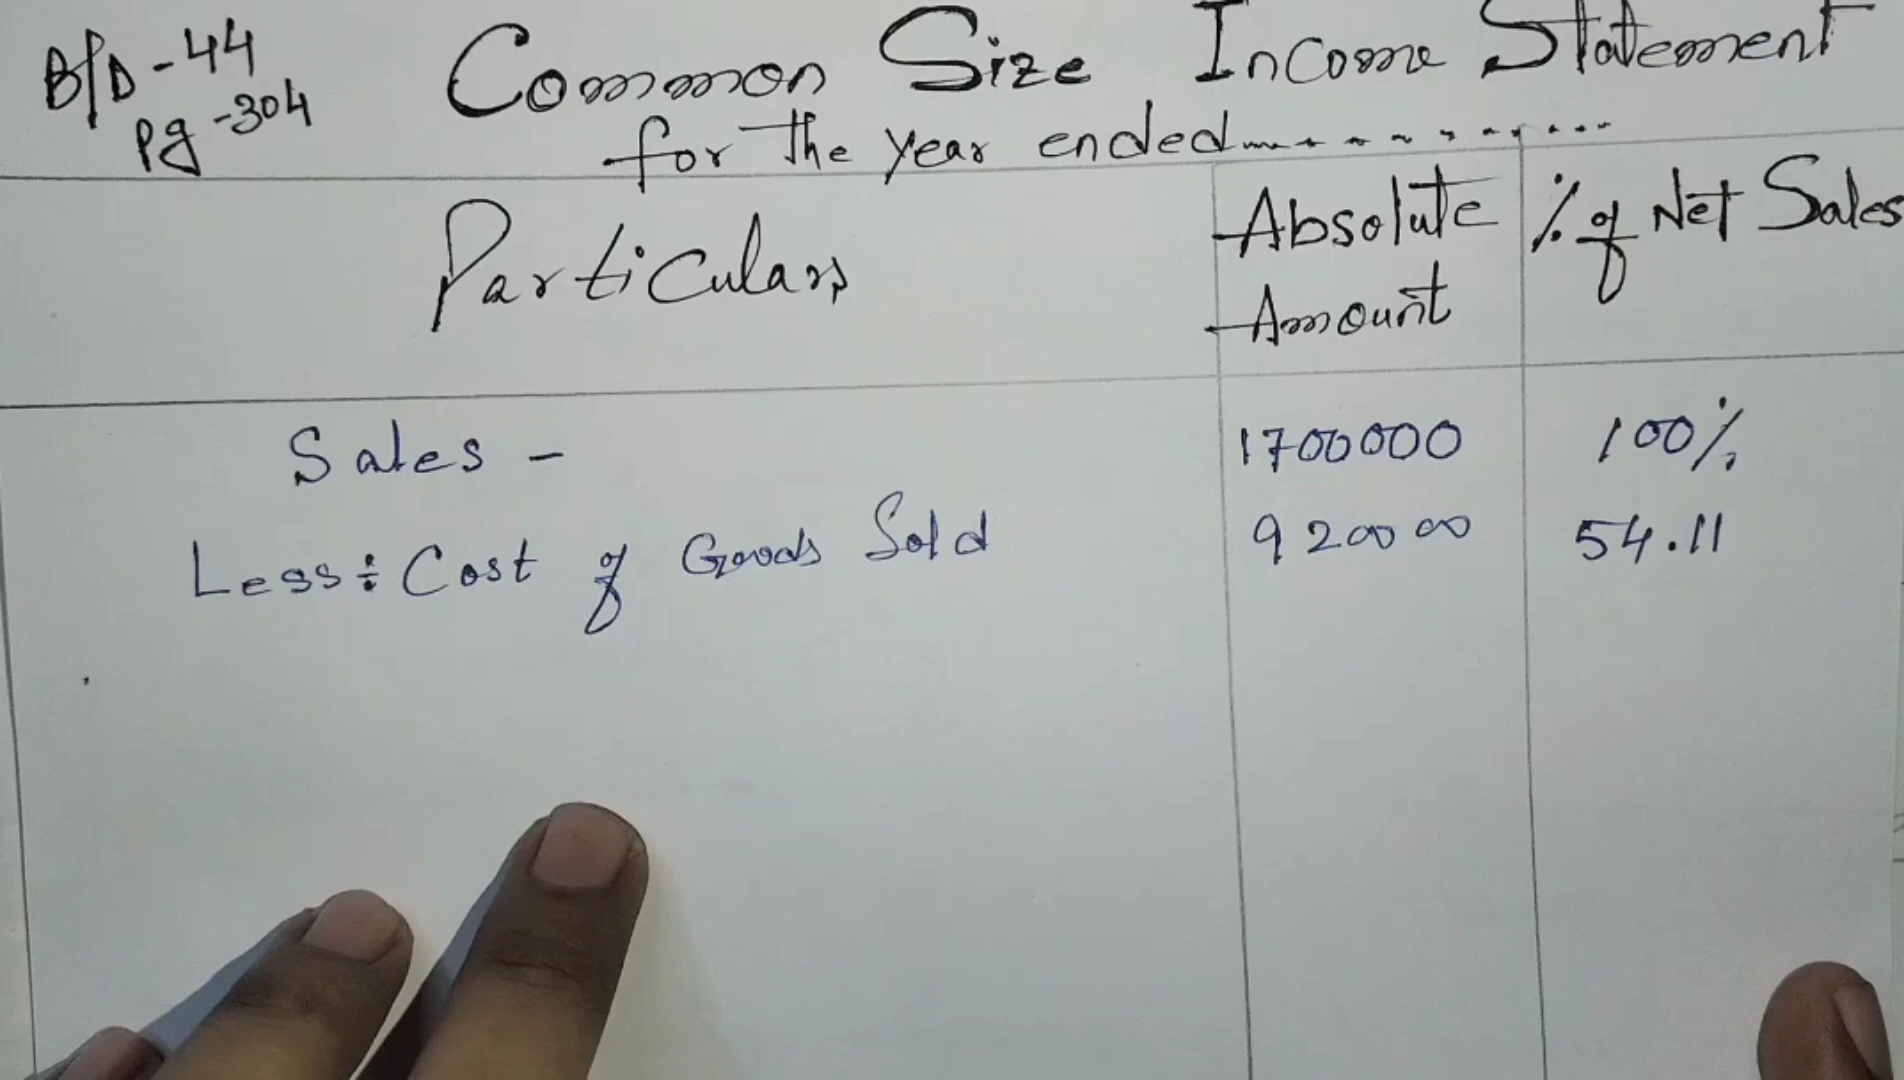 B/D - 44
Pg - 304
Common Size Income Statement
for the year ended..........
Particulars
Absolute Amount
% of Net Sales
Sales - 1700000 100%
Less: Cost of Goods Sold 920000 54.11